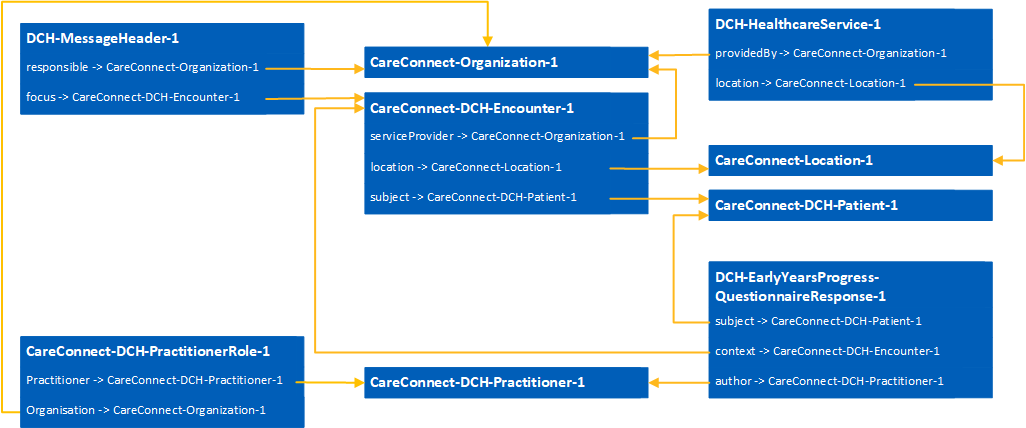 DCH-MessageHeader-1
responsible -> CareConnect-Organization-1
focus -> CareConnect-DCH-Encounter-1
CareConnect-Organization-1
CareConnect-DCH-Encounter-1
serviceProvider -> CareConnect-Organization-1
location -> CareConnect-Location-1
subject -> CareConnect-DCH-Patient-1
DCH-HealthcareService-1
providedBy -> CareConnect-Organization-1
location -> CareConnect-Location-1
CareConnect-Location-1
CareConnect-DCH-Patient-1
DCH-EarlyYearsProgress-
QuestionnaireResponse-1
subject -> CareConnect-DCH-Patient-1
context -> CareConnect-DCH-Encounter-1
author -> CareConnect-DCH-Practitioner-1
CareConnect-DCH-PractitionerRole-1
Practitioner -> CareConnect-DCH-Practitioner-1
Organisation -> CareConnect-Organization-1
CareConnect-DCH-Practitioner-1